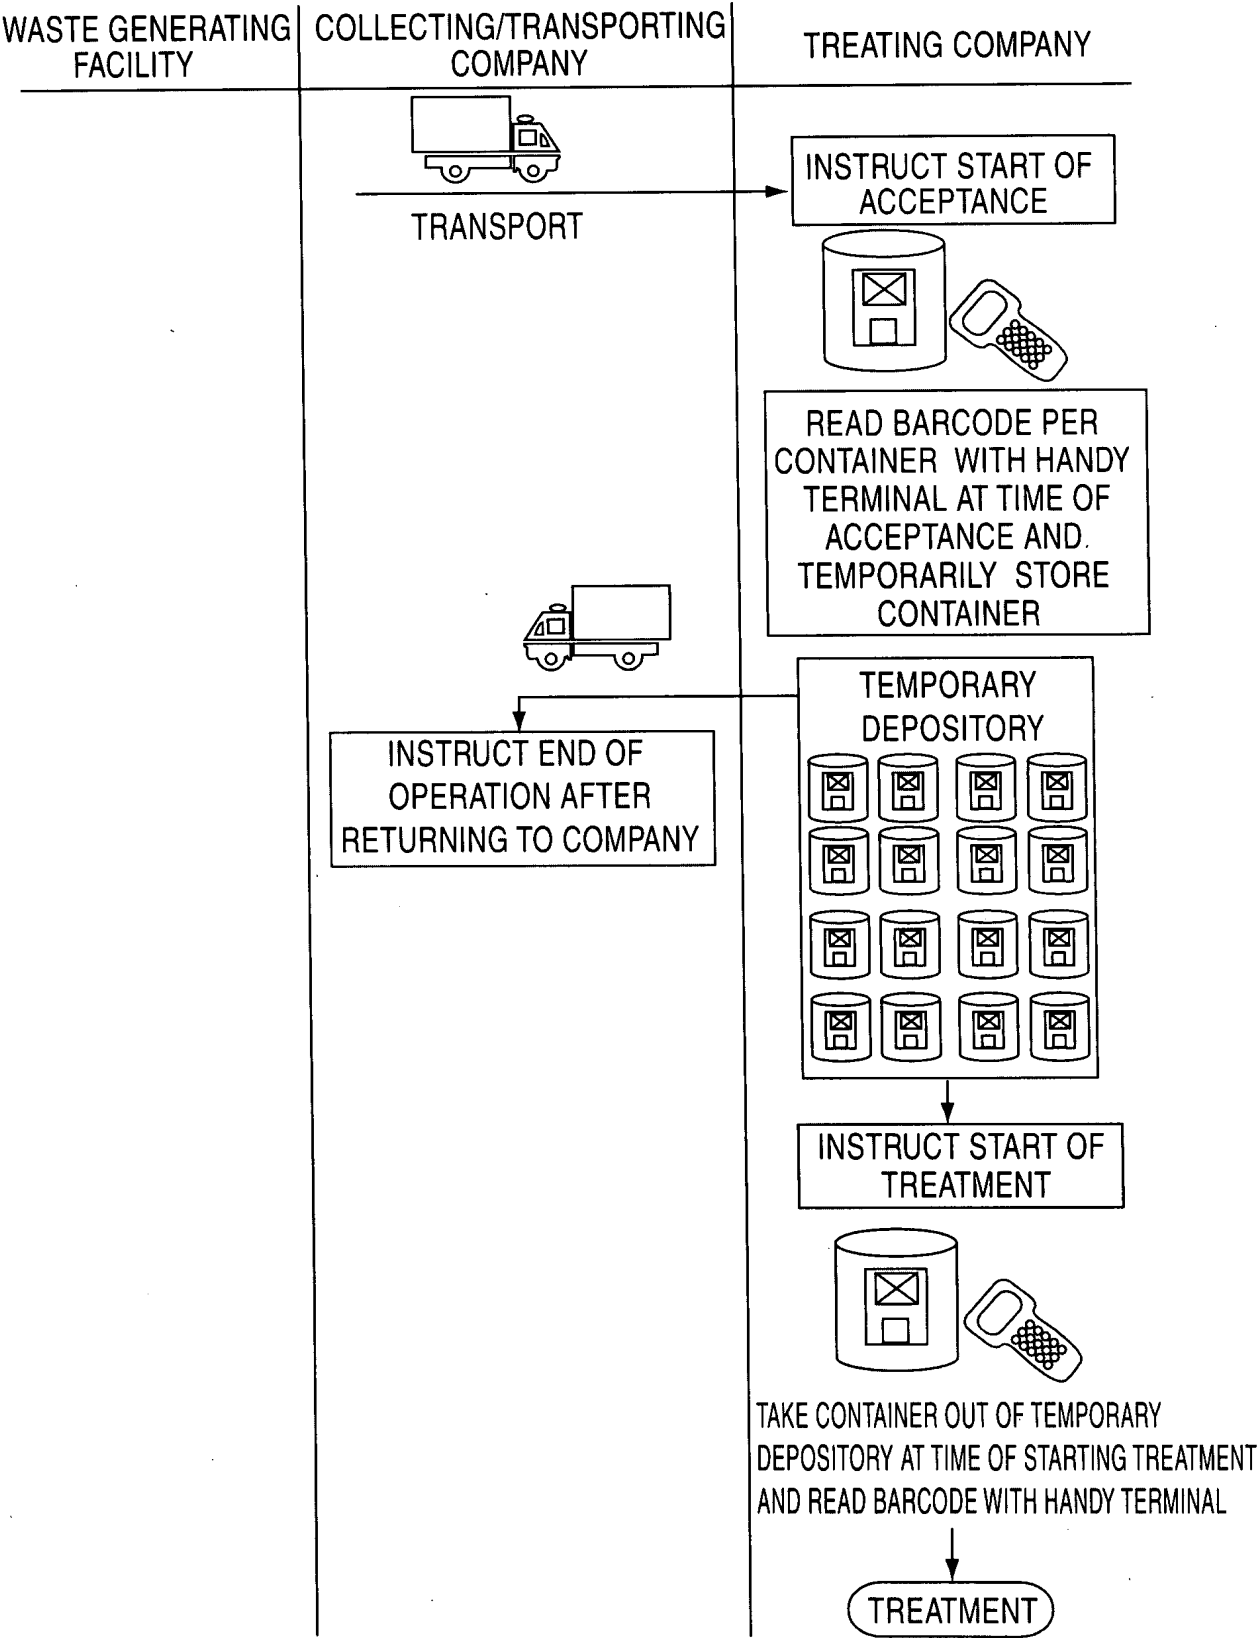 WASTE GENERATING
FACILITY
COLLECTING/TRANSPORTING
COMPANY
TREATING COMPANY
TRANSPORT
INSTRUCT START OF
ACCEPTANCE
READ BARCODE PER
CONTAINER WITH HANDY
TERMINAL AT TIME OF
ACCEPTANCE AND
TEMPORARILY STORE
CONTAINER
TEMPORARY
DEPOSITORY
INSTRUCT END OF
OPERATION AFTER
RETURNING TO COMPANY
INSTRUCT START OF
TREATMENT
TAKE CONTAINER OUT OF TEMPORARY
DEPOSITORY AT TIME OF STARTING TREATMENT
AND READ BARCODE WITH HANDY TERMINAL
TREATMENT